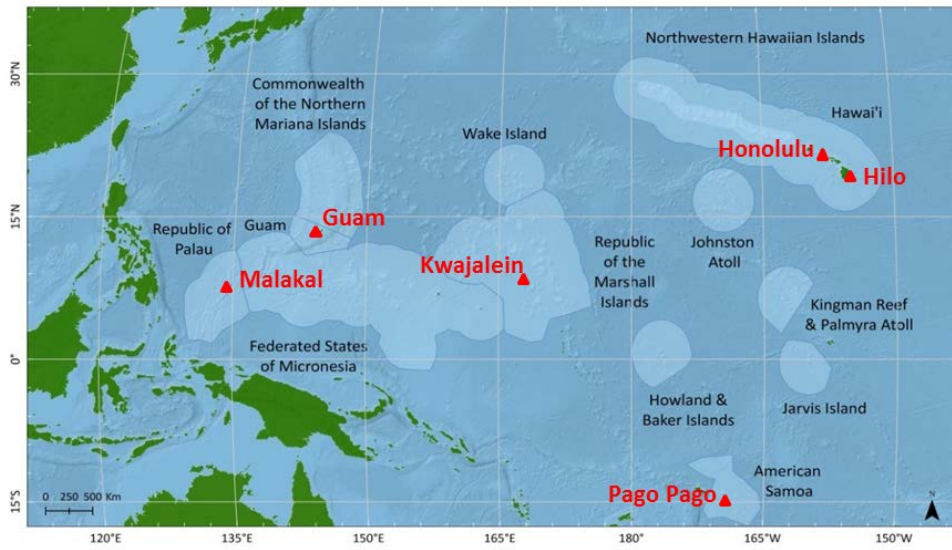 Northwestern Hawaiian Islands
Commonwealth
of the Northern
Mariana Islands
Wake Island
Hawai'i
Honolulu
Hilo
30°N
15°N
0°
15°S
Republic of
Palau
Guam
Guam
Malakal
Kwajalein
Republic
of the
Marshall
Islands
Johnston
Atoll
Kingman Reef
& Palmyra Atoll
Federated States
of Micronesia
Howland &
Baker Islands
Jarvis Island
Pago Pago
American
Samoa
0 250 500 Km
N
120°E
135°E
150°E
165°E
180°
165°W
150°W